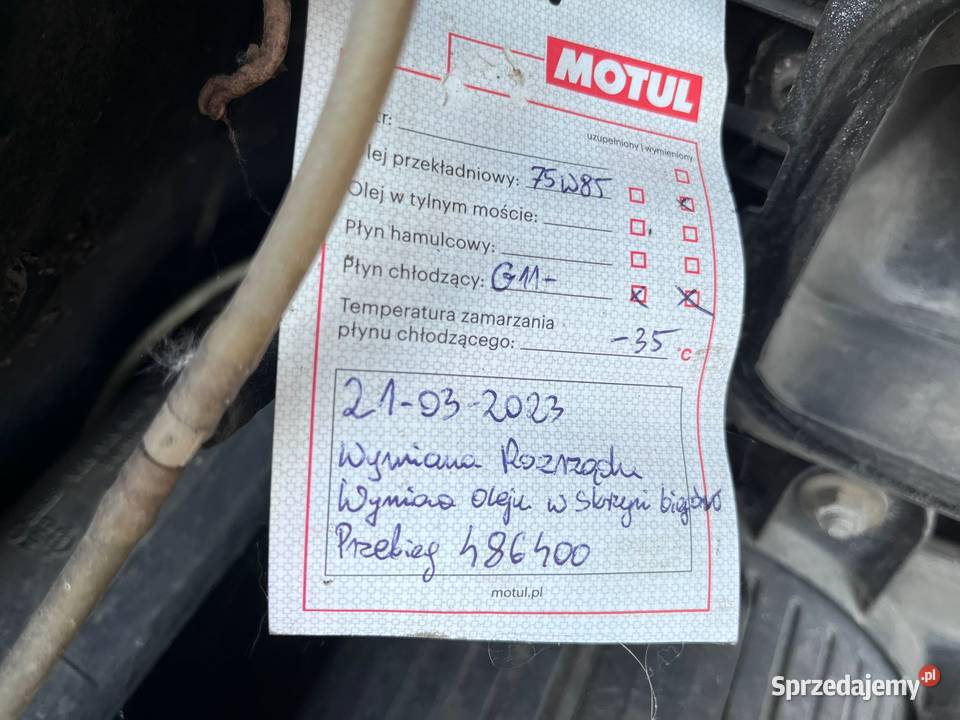 MOTUL
uzupełniony i wymieniony
olej przekładniowy: 75W85
Olej w tylnym moście:
Płyn hamulcowy:
Płyn chłodzący: G11-
Temperatura zamarzania
płynu chłodzącego: -35 °C
21-03-2023
Wymiana Rozrządu
Wymiana oleju w skrzyni biegów
Przebieg 486400
motul.pl
Sprzedajemy.pl